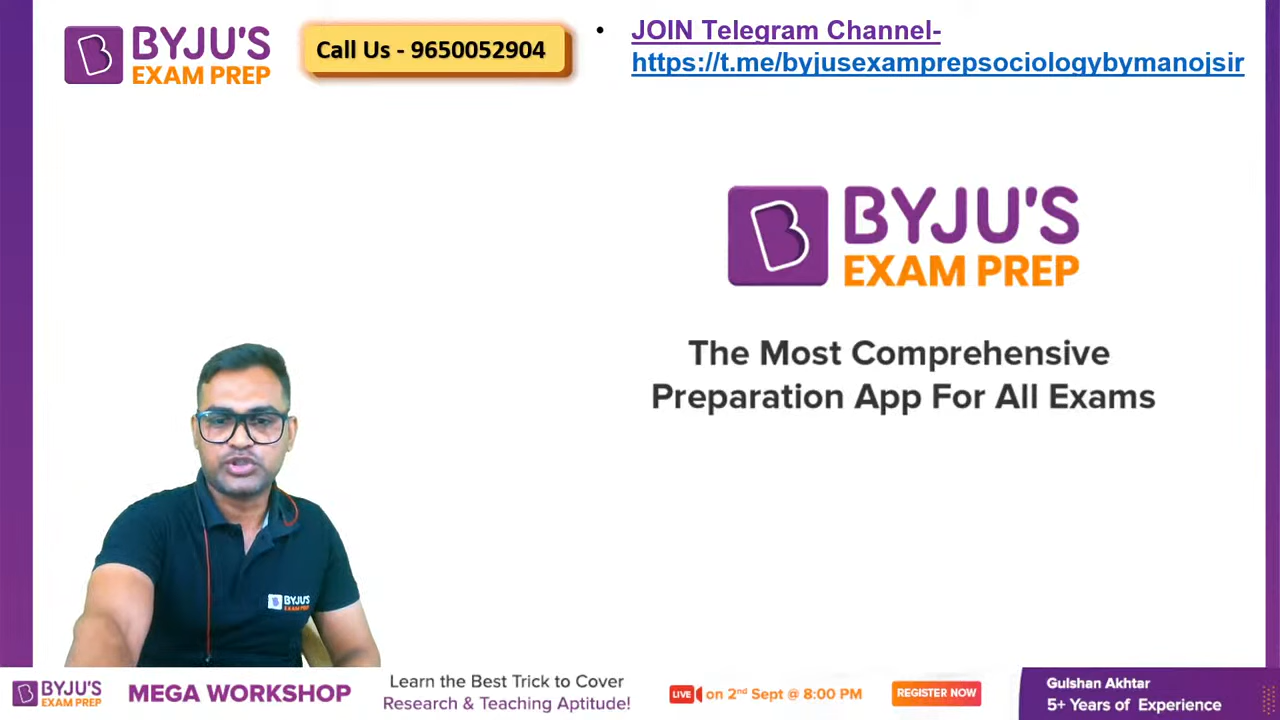 BYJU'S
EXAM PREP
Call Us - 9650052904
• JOIN Telegram Channel-
https://t.me/byjusexamprepsociologybymanojsir
BYJU'S
EXAM PREP
The Most Comprehensive
Preparation App For All Exams
BYJU'S
EXAM PREP
BYJU'S
EXAM PREP
MEGA WORKSHOP
Learn the Best Trick to Cover
Research & Teaching Aptitude!
LIVE on 2nd Sept @ 8:00 PM
REGISTER NOW
Gulshan Akhtar
5+ Years of Experience